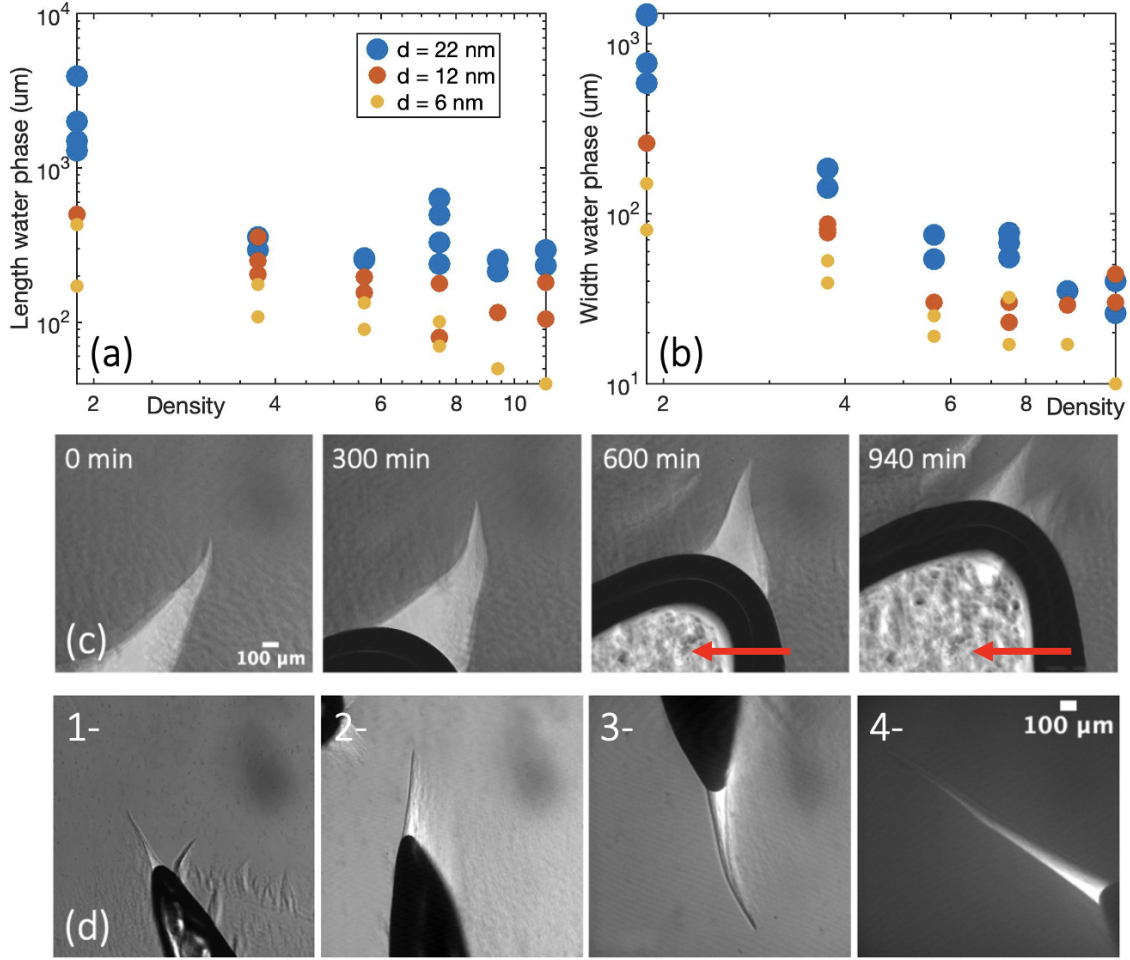 10⁴
10³
10²
Length water phase (um)
d = 22 nm
d = 12 nm
d = 6 nm
(a)
2
Density
4
6
8
10
10³
10²
10¹
Width water phase (um)
(b)
2
4
6
8
Density
0 min
300 min
600 min
940 min
(c)
100 µm
1-
2-
3-
4-
100 µm
(d)